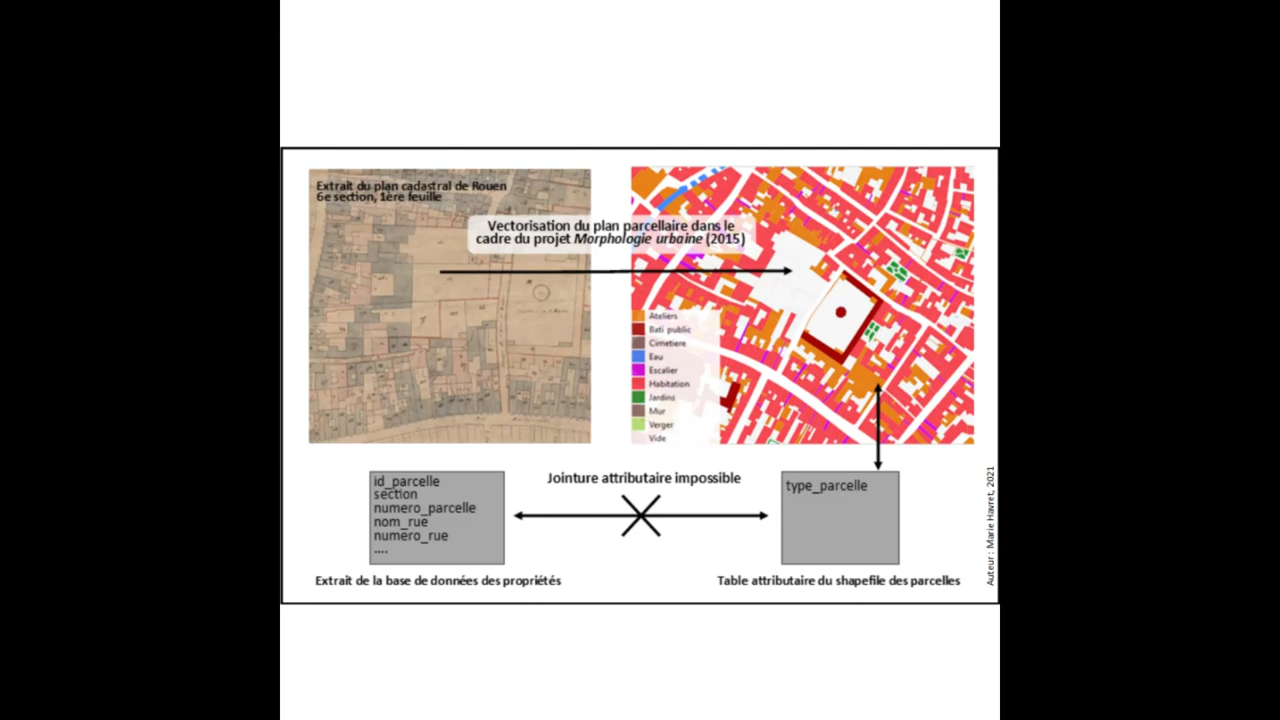 Extrait du plan cadastral de Rouen
6e section, 1ère feuille
Vectorisation du plan parcellaire dans le
cadre du projet Morphologie urbaine (2015)
Ateliers
Bati public
Cimetiere
Eau
Escalier
Habitation
Jardins
Mur
Verger
Vide
id_parcelle
section
numero_parcelle
nom_rue
numero_rue
....
Jointure attributaire impossible
type_parcelle
Extrait de la base de données des propriétés
Table attributaire du shapefile des parcelles
Auteur : Marie Havret, 2021